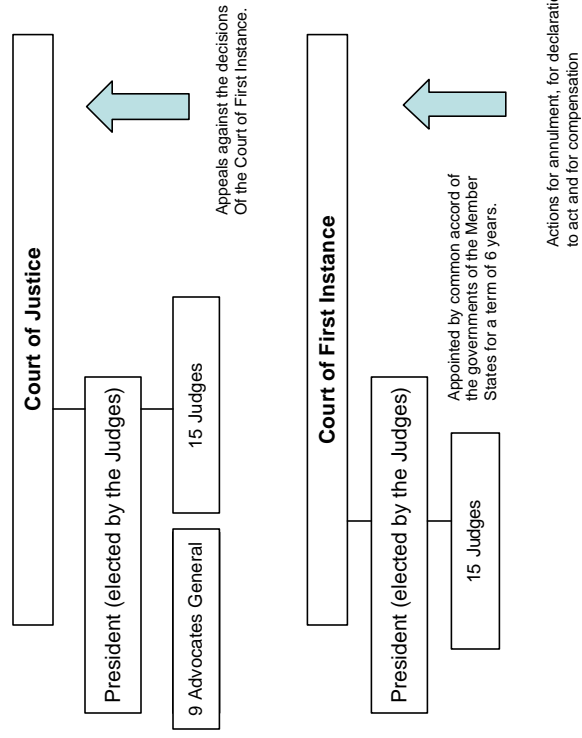 Court of Justice
President (elected by the Judges)
9 Advocates General
15 Judges
Appeals against the decisions
Of the Court of First Instance.
Court of First Instance
President (elected by the Judges)
15 Judges
Appointed by common accord of
the governments of the Member
States for a term of 6 years.
Actions for annulment, for
to act and for compensation